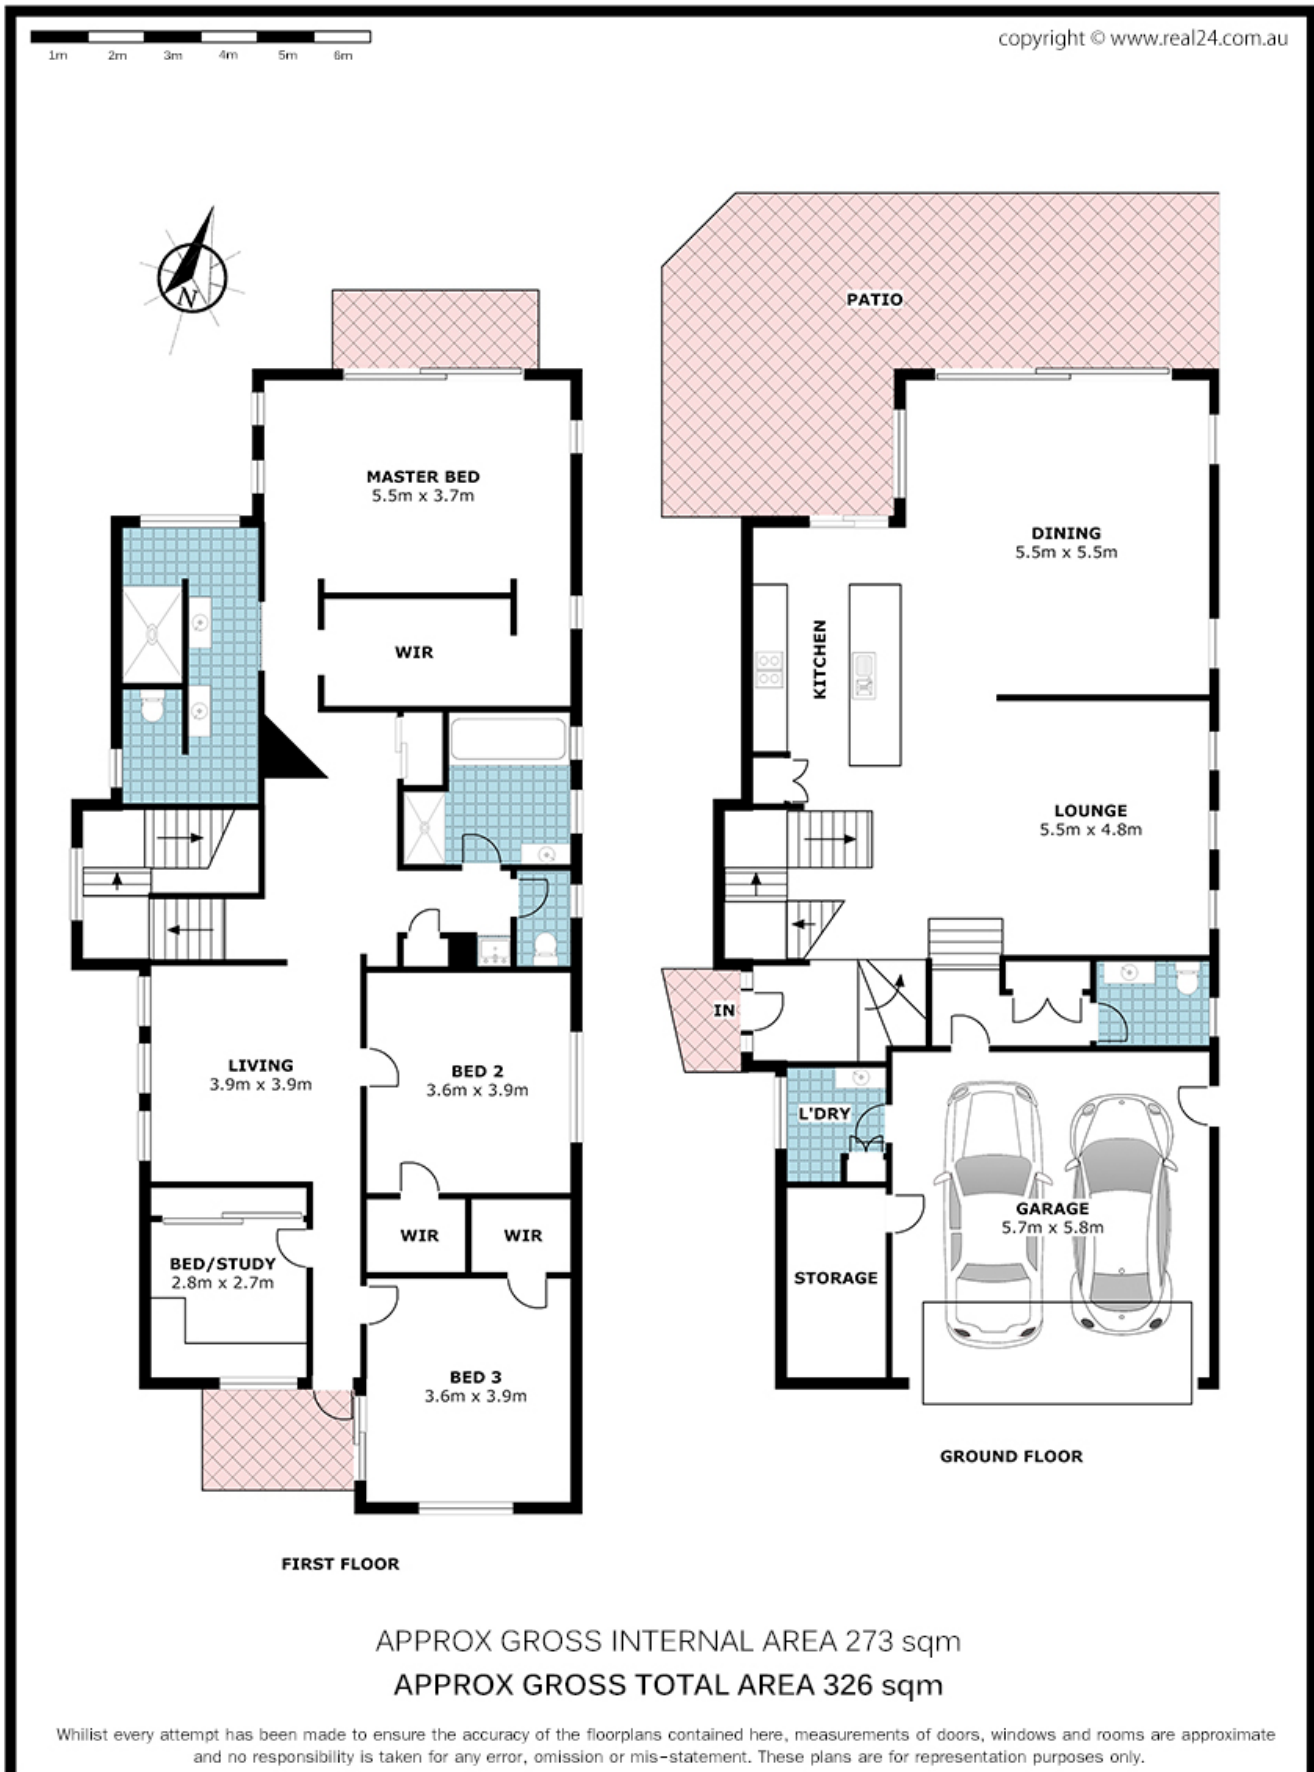 1m 2m 3m 4m 5m 6m
copyright © www.real24.com.au
N
PATIO
MASTER BED
5.5m x 3.7m
DINING
5.5m x 5.5m
KITCHEN
WIR
LOUNGE
5.5m x 4.8m
IN
LIVING
3.9m x 3.9m
BED 2
3.6m x 3.9m
L'DRY
GARAGE
5.7m x 5.8m
WIR
WIR
BED/STUDY
2.8m x 2.7m
STORAGE
BED 3
3.6m x 3.9m
GROUND FLOOR
FIRST FLOOR
APPROX GROSS INTERNAL AREA 273 sqm
APPROX GROSS TOTAL AREA 326 sqm
Whilist every attempt has been made to ensure the accuracy of the floorplans contained here, measurements of doors, windows and rooms are approximate
and no responsibility is taken for any error, omission or mis-statement. These plans are for representation purposes only.